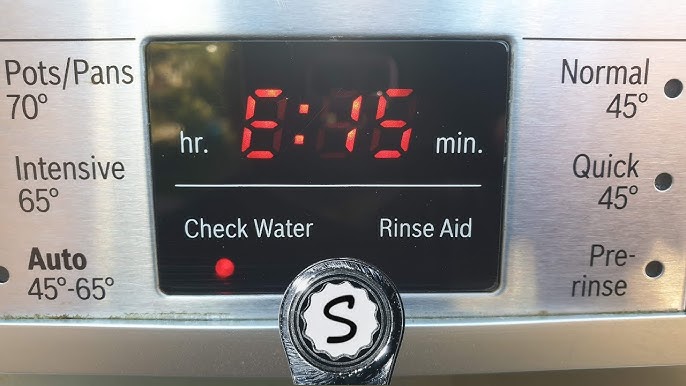 Pots/Pans
70°
Intensive
65°
Auto
45°-65°
hr. E:15 min.
Check Water Rinse Aid
Normal
45°
Quick
45°
Pre-
rinse
S